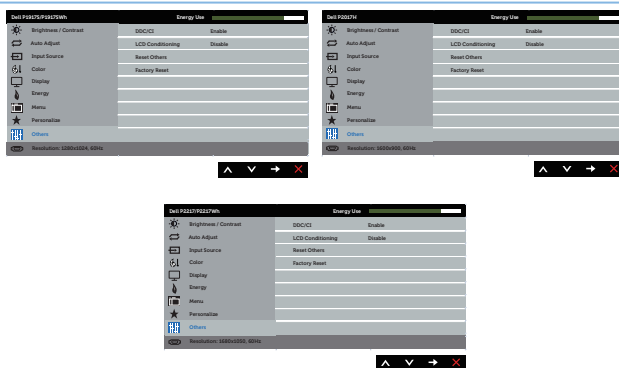 Dell P1917S/P1917SWh Energy Use
Brightness / Contrast DDC/CI Enable
Auto Adjust LCD Conditioning Disable
Input Source Reset Others
Color Factory Reset
Display
Energy
Menu
Personalize
Others
Resolution: 1280x1024, 60Hz
Dell P2017H Energy Use
Brightness / Contrast DDC/CI Enable
Auto Adjust LCD Conditioning Disable
Input Source Reset Others
Color Factory Reset
Display
Energy
Menu
Personalize
Others
Resolution: 1600x900, 60Hz
Dell P2217/P2217Wh Energy Use
Brightness / Contrast DDC/CI Enable
Auto Adjust LCD Conditioning Disable
Input Source Reset Others
Color Factory Reset
Display
Energy
Menu
Personalize
Others
Resolution: 1680x1050, 60Hz